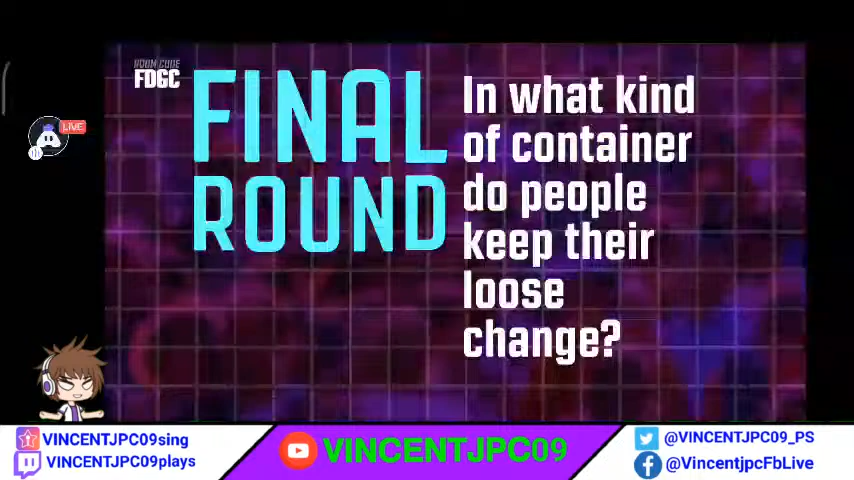 ROOM CODE
FDGC
FINAL
ROUND
In what kind
of container
do people
keep their
loose
change?
LIVE
VINCENTJPC09sing
VINCENTJPC09plays
VINCENTJPC09
@VINCENTJPC09_PS
@VincentjpcFbLive